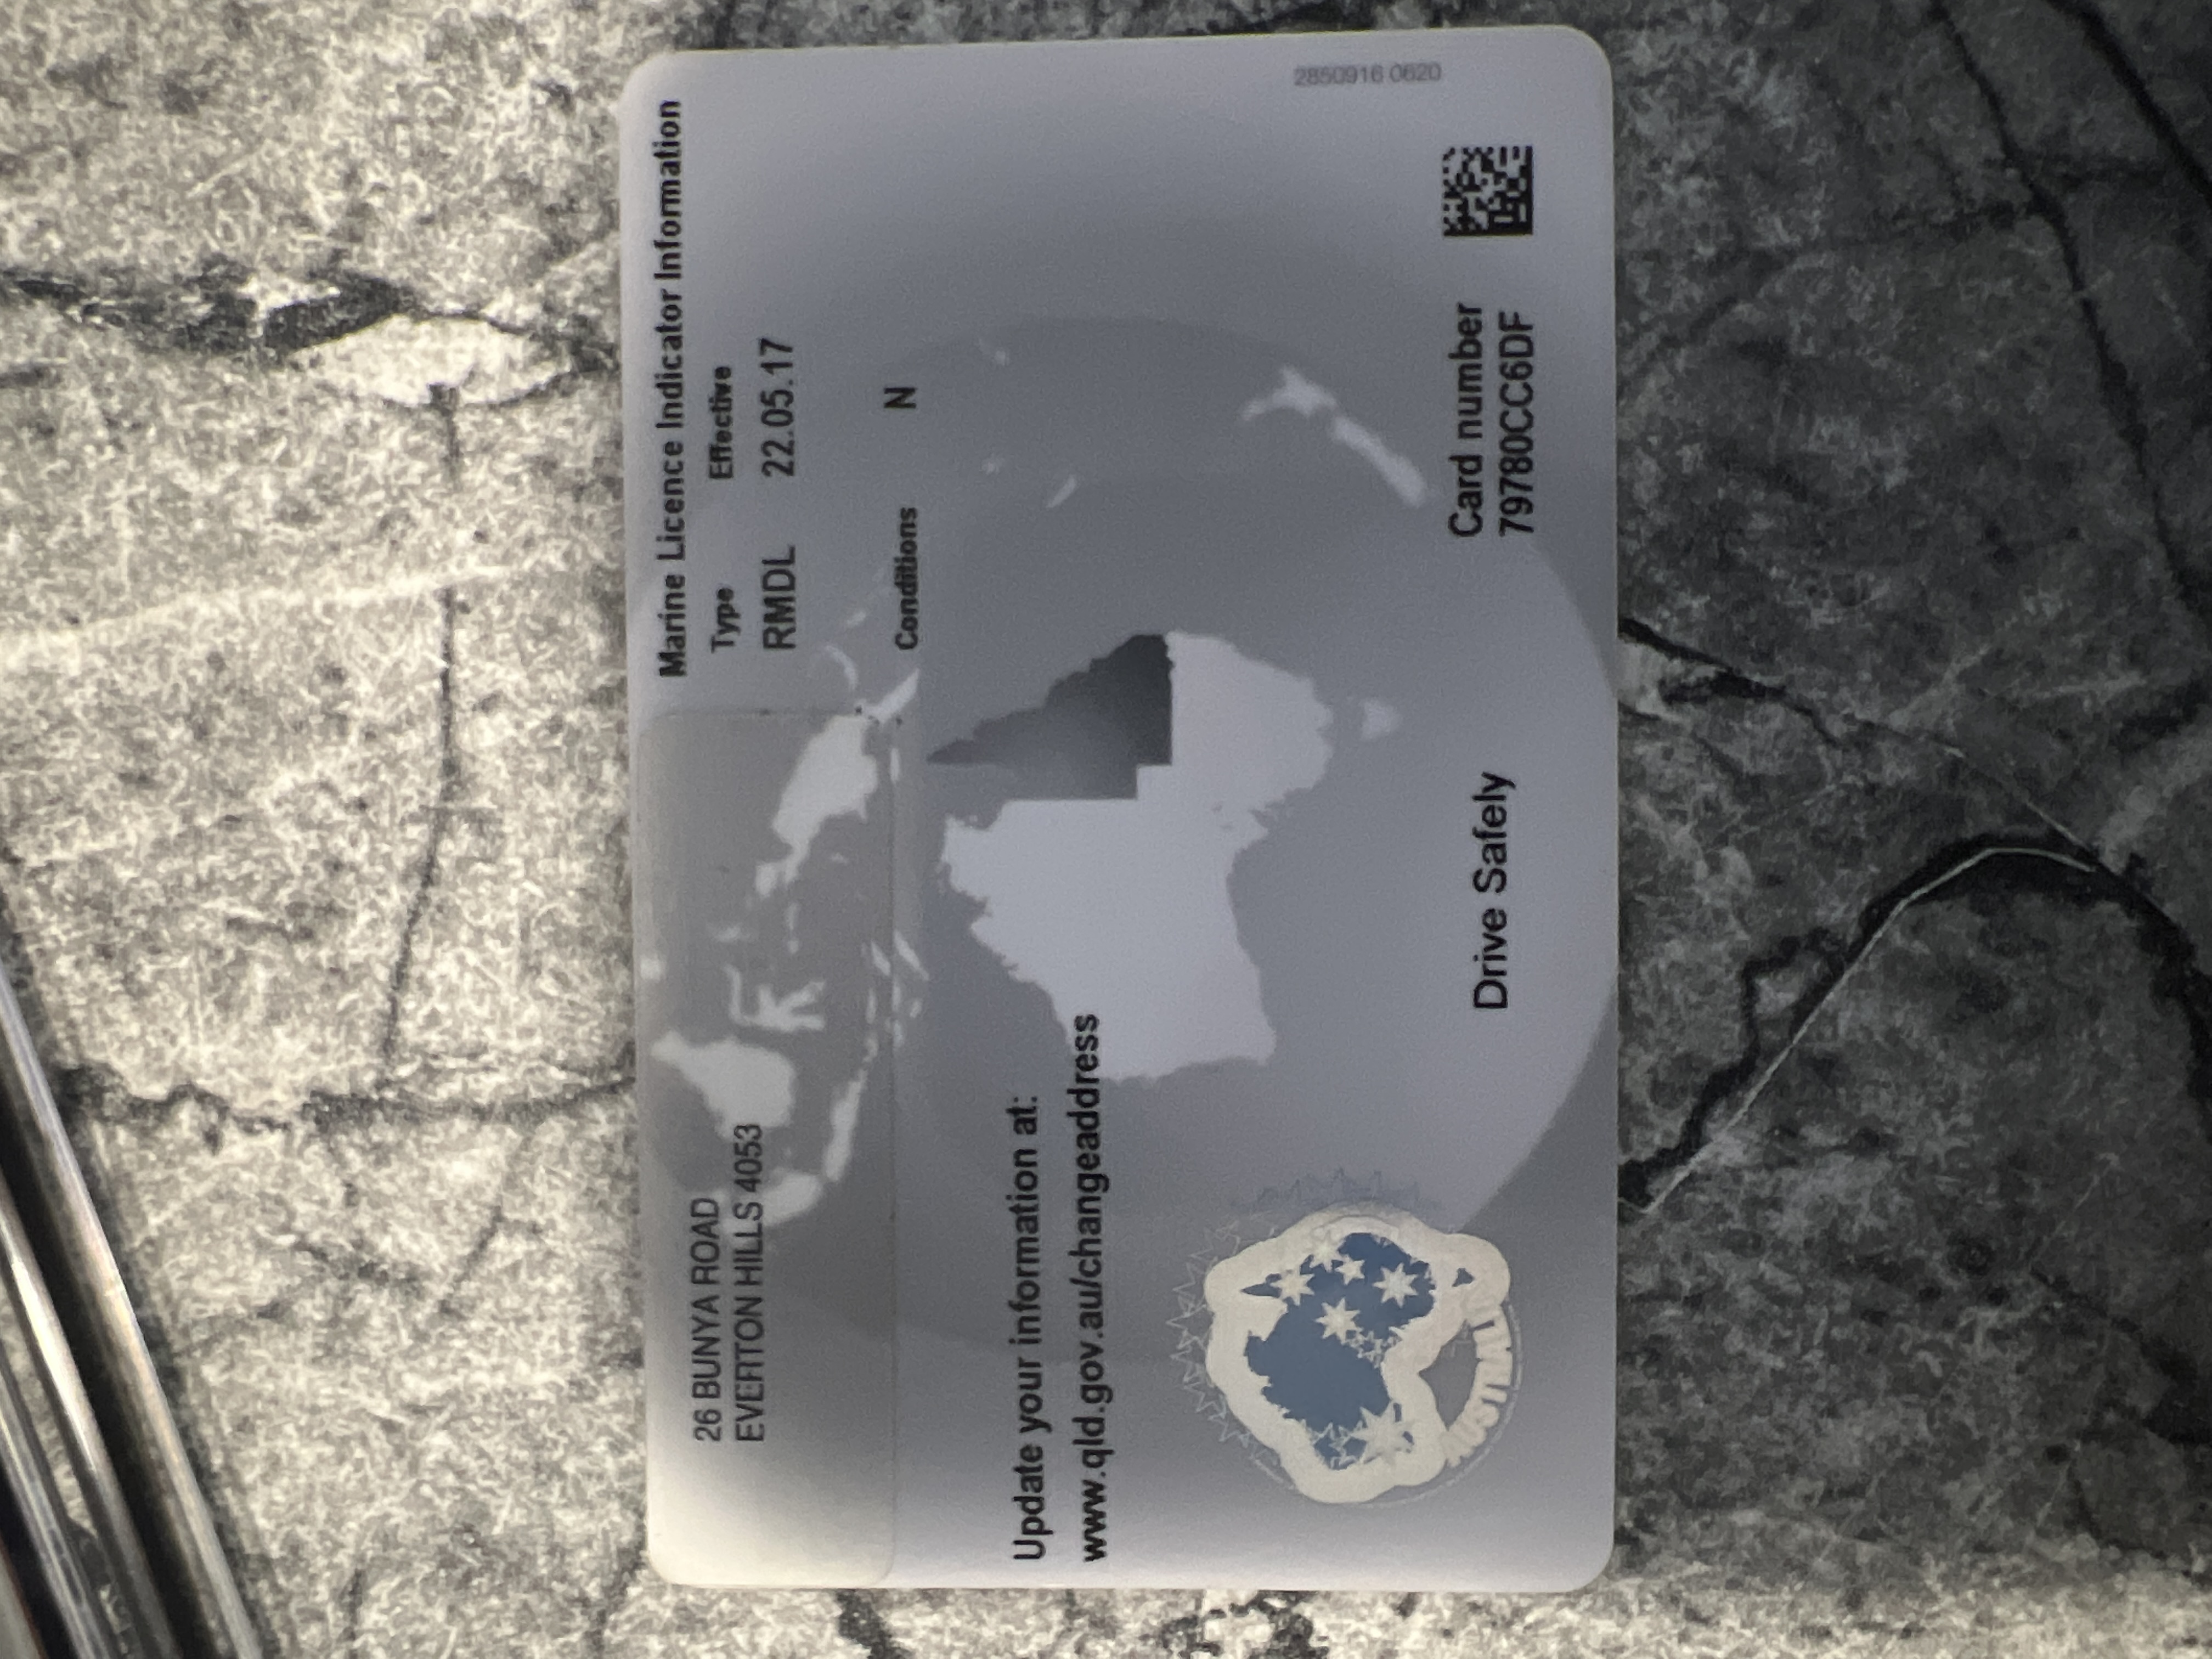 26 BUNYA ROAD
EVERTON HILLS 4053
Marine Licence Indicator Information
Type Effective
RMDL 22.05.17
Conditions N
Update your information at:
www.qld.gov.au/changeaddress
AUSTRALIA
Drive Safely
Card number
79780CC6DF
2850916 0620